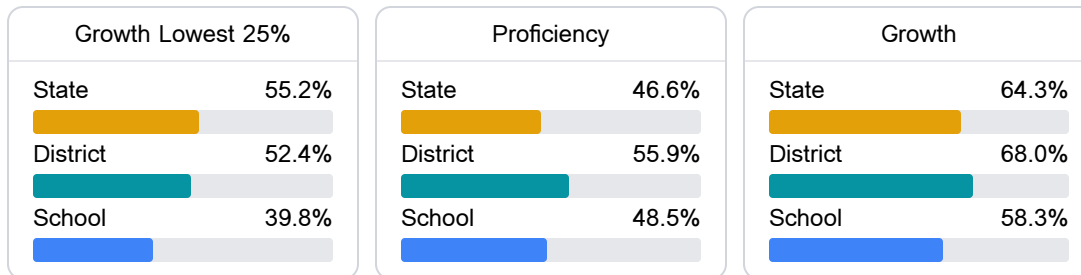 Growth Lowest 25%
State 55.2%
District 52.4%
School 39.8%
Proficiency
State 46.6%
District 55.9%
School 48.5%
Growth
State 64.3%
District 68.0%
School 58.3%